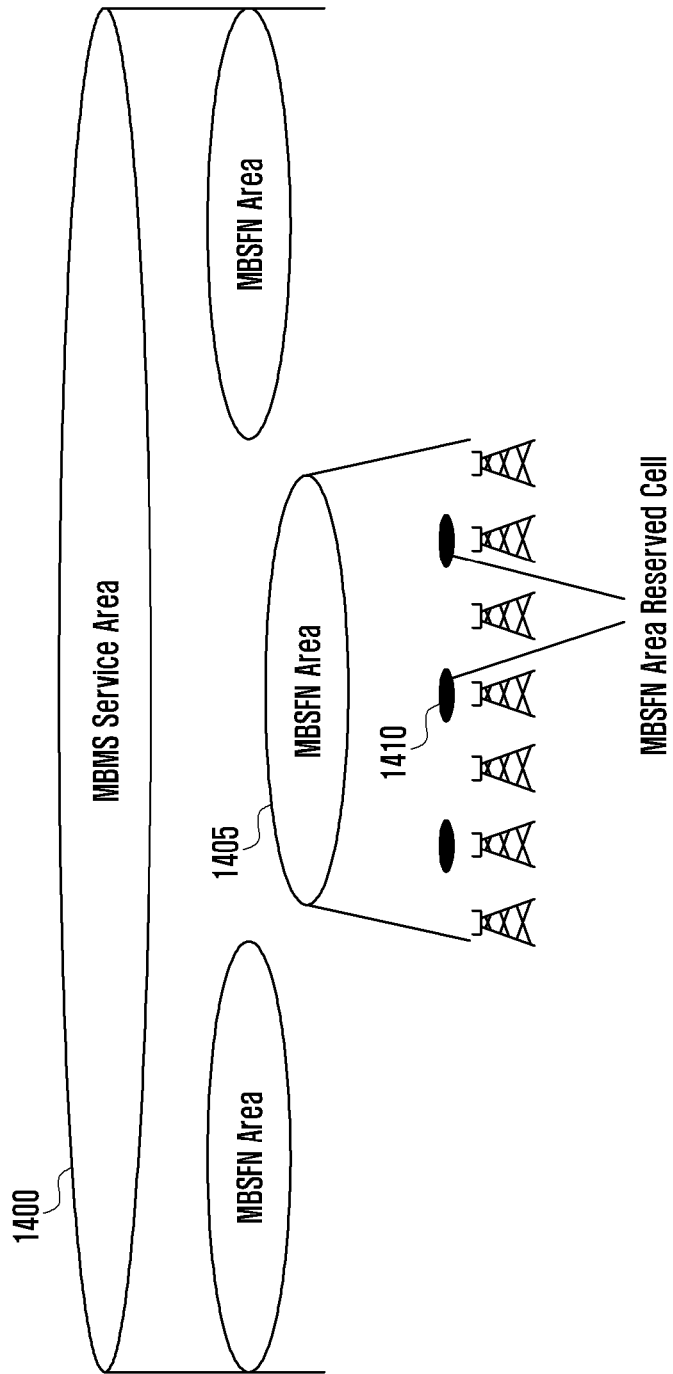 1400
MBMS Service Area
MBSFN Area
1405
MBSFN Area
MBSFN Area
1410
MBSFN Area Reserved Cell